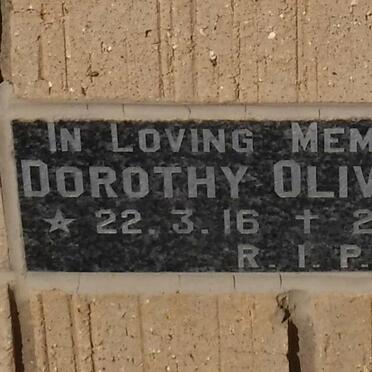 IN LOVING MEM
DOROTHY OLIV
☆ 22.3.16 † 2
R.I.P.